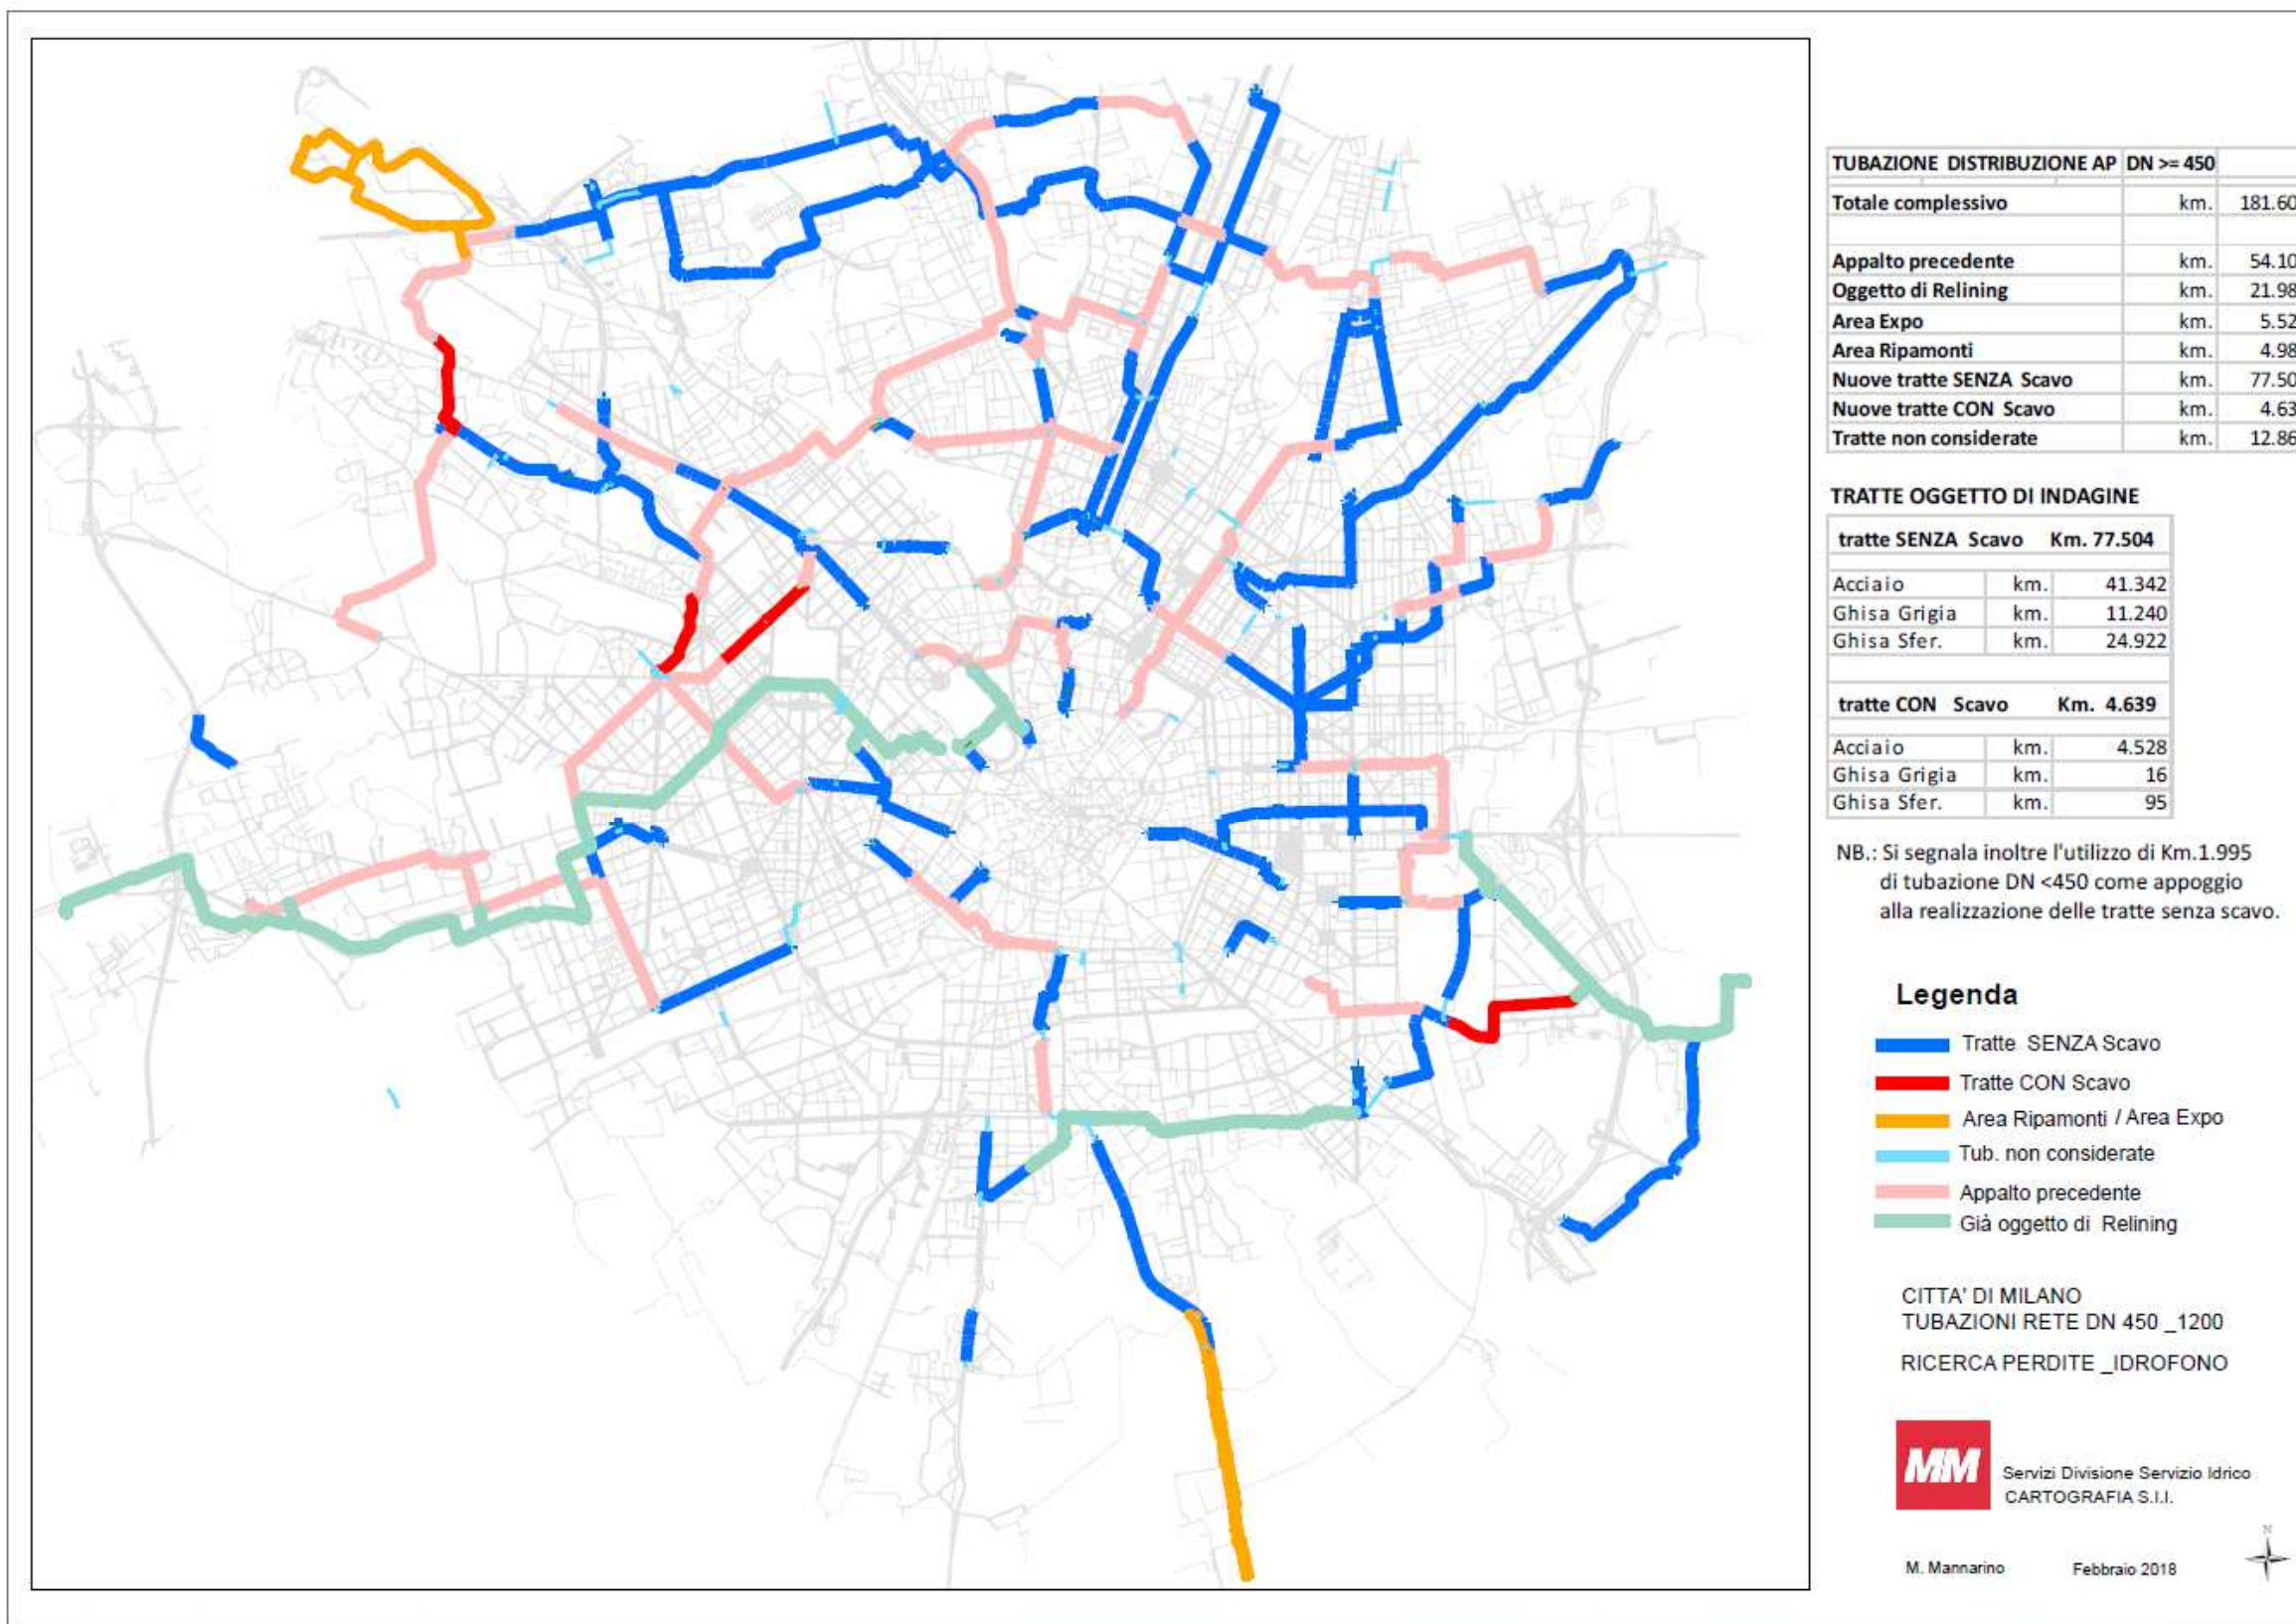 TUBAZIONE DISTRIBUZIONE AP DN >= 450
Totale complessivo km. 181.60
Appalto precedente km. 54.10
Oggetto di Relining km. 21.98
Area Expo km. 5.52
Area Ripamonti km. 4.98
Nuove tratte SENZA Scavo km. 77.50
Nuove tratte CON Scavo km. 4.63
Tratte non considerate km. 12.86
TRATTE OGGETTO DI INDAGINE
tratte SENZA Scavo Km. 77.504
Acciaio km. 41.342
Ghisa Grigia km. 11.240
Ghisa Sfer. km. 24.922
tratte CON Scavo Km. 4.639
Acciaio km. 4.528
Ghisa Grigia km. 16
Ghisa Sfer. km. 95
NB.: Si segnala inoltre l'utilizzo di Km.1.995
di tubazione DN <450 come appoggio
alla realizzazione delle tratte senza scavo.
Legenda
Tratte SENZA Scavo
Tratte CON Scavo
Area Ripamonti / Area Expo
Tub. non considerate
Appalto precedente
Già oggetto di Relining
CITTA' DI MILANO
TUBAZIONI RETE DN 450 _1200
RICERCA PERDITE _IDROFONO
MM
Servizi Divisione Servizio Idrico
CARTOGRAFIA S.I.I.
N
M. Mannarino Febbraio 2018